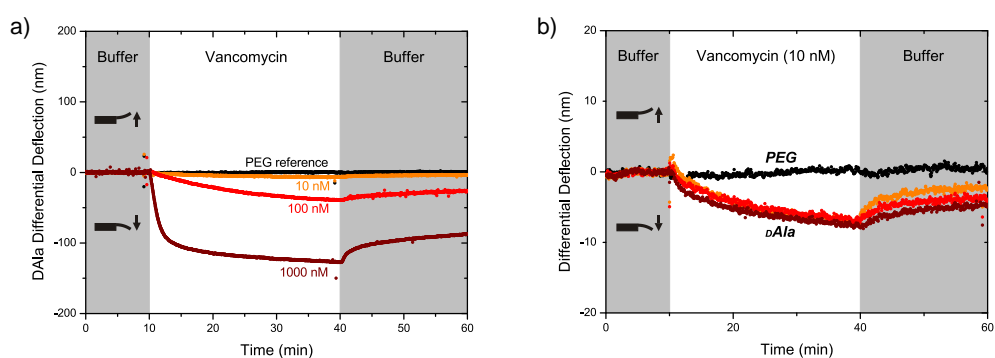 a)
DAla Differential Deflection (nm)
200
100
0
-100
-200
Buffer
Vancomycin
Buffer
PEG reference
10 nM
100 nM
1000 nM
0 10 20 30 40 50 60
Time (min)
b)
Differential Deflection (nm)
20
10
0
-10
-20
Buffer
Vancomycin (10 nM)
Buffer
PEG
DAla
0 20 40 60
Time (min)